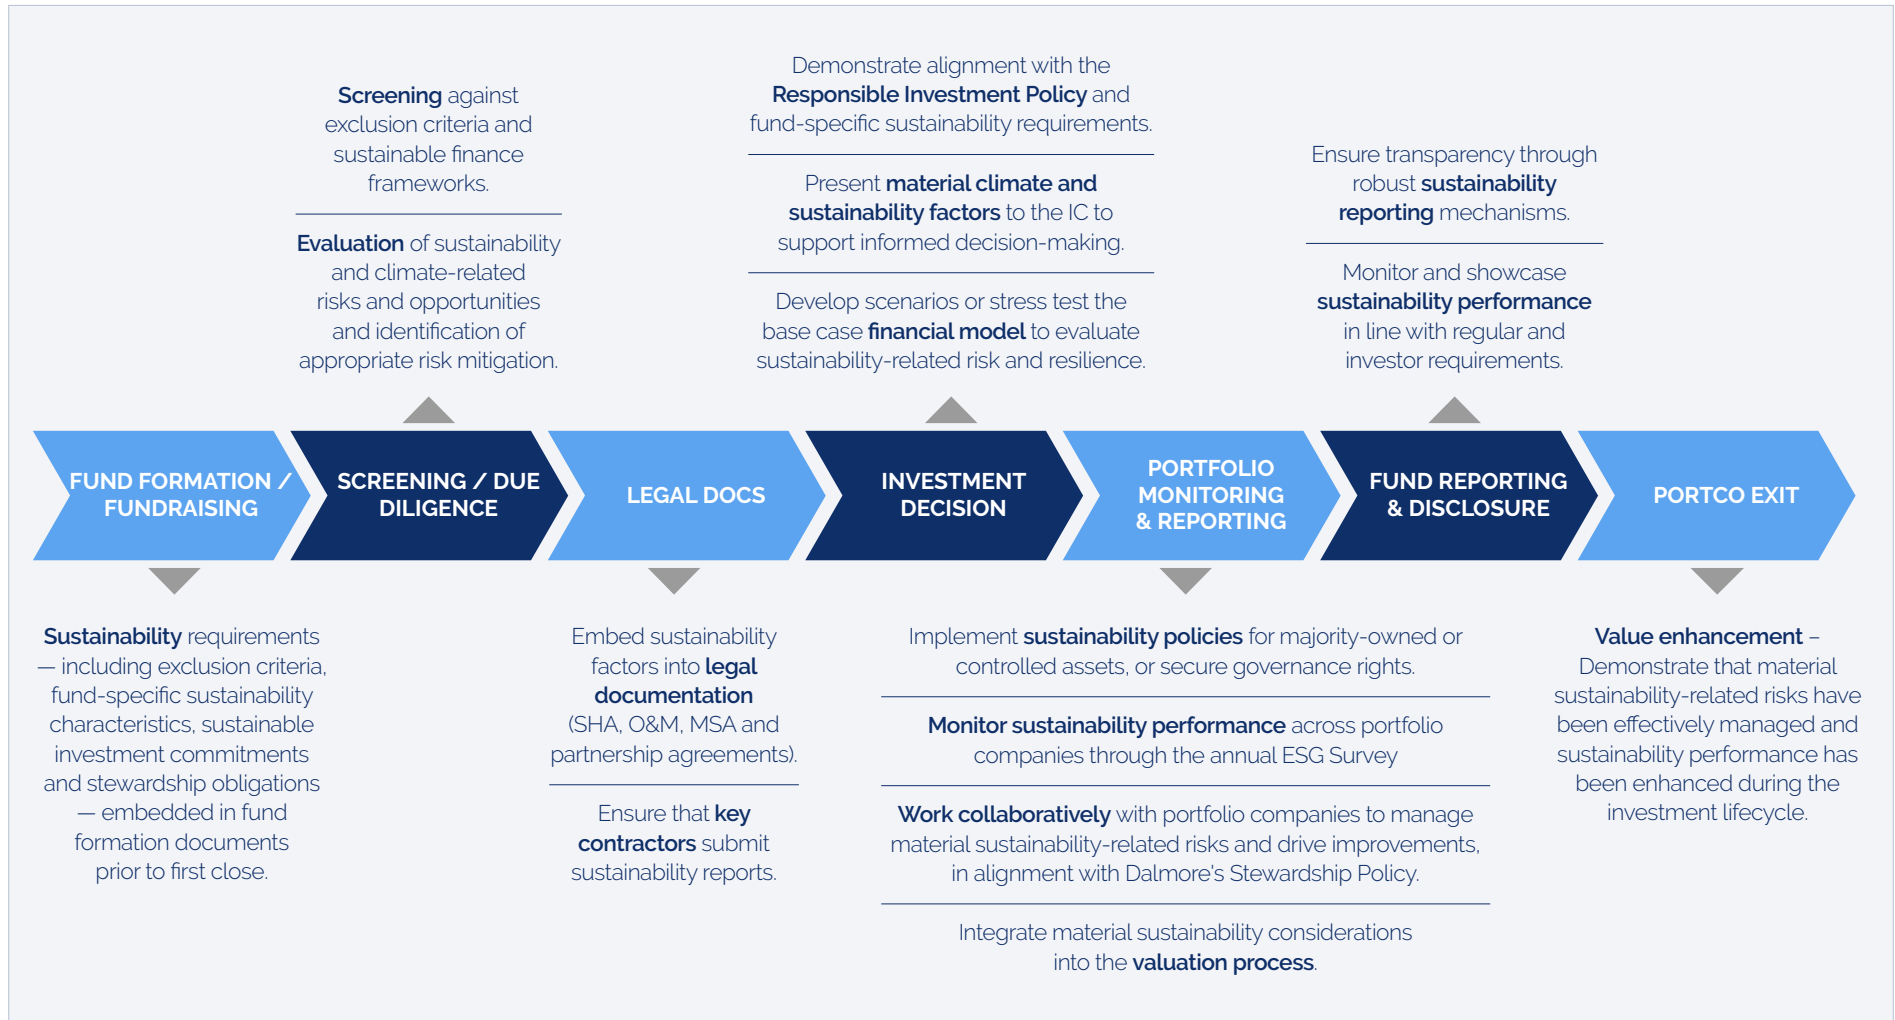 Screening against
exclusion criteria and
sustainable finance
frameworks.
Evaluation of sustainability
and climate-related
risks and opportunities
and identification of
appropriate risk mitigation.
Demonstrate alignment with the
Responsible Investment Policy and
fund-specific sustainability requirements.
Present material climate and
sustainability factors to the IC to
support informed decision-making.
Develop scenarios or stress test the
base case financial model to evaluate
sustainability-related risk and resilience.
Ensure transparency through
robust sustainability
reporting mechanisms.
Monitor and showcase
sustainability performance
in line with regular and
investor requirements.
FUND FORMATION /
FUNDRAISING
SCREENING / DUE
DILIGENCE
LEGAL DOCS
INVESTMENT
DECISION
PORTFOLIO
MONITORING
& REPORTING
FUND REPORTING
& DISCLOSURE
PORTCO EXIT
Sustainability requirements
— including exclusion criteria,
fund-specific sustainability
characteristics, sustainable
investment commitments
and stewardship obligations
— embedded in fund
formation documents
prior to first close.
Embed sustainability
factors into legal
documentation
(SHA, O&M, MSA and
partnership agreements).
Ensure that key
contractors submit
sustainability reports.
Implement sustainability policies for majority-owned or
controlled assets, or secure governance rights.
Monitor sustainability performance across portfolio
companies through the annual ESG Survey
Work collaboratively with portfolio companies to manage
material sustainability-related risks and drive improvements,
in alignment with Dalmore's Stewardship Policy.
Integrate material sustainability considerations
into the valuation process.
Value enhancement –
Demonstrate that material
sustainability-related risks have
been effectively managed and
sustainability performance has
been enhanced during the
investment lifecycle.